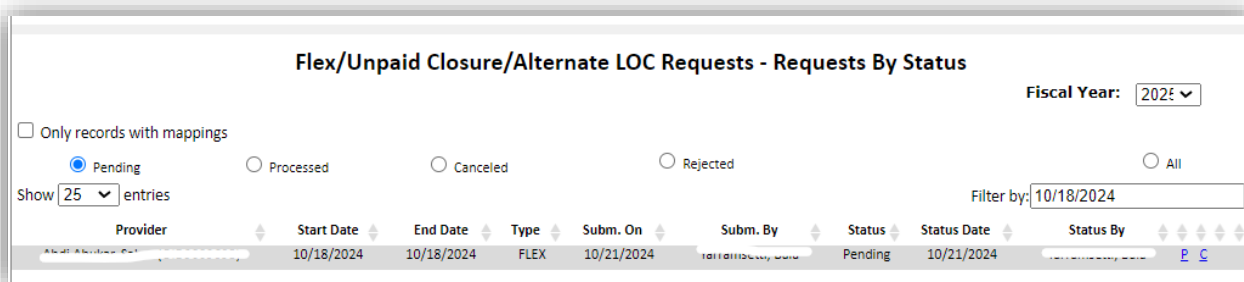 Flex/Unpaid Closure/Alternate LOC Requests - Requests By Status
Fiscal Year: 2025
Only records with mappings
Pending Processed Canceled Rejected All
Show 25 entries Filter by: 10/18/2024
Provider Start Date End Date Type Subm. On Subm. By Status Status Date Status By
10/18/2024 10/18/2024 FLEX 10/21/2024 Pending 10/21/2024 P C